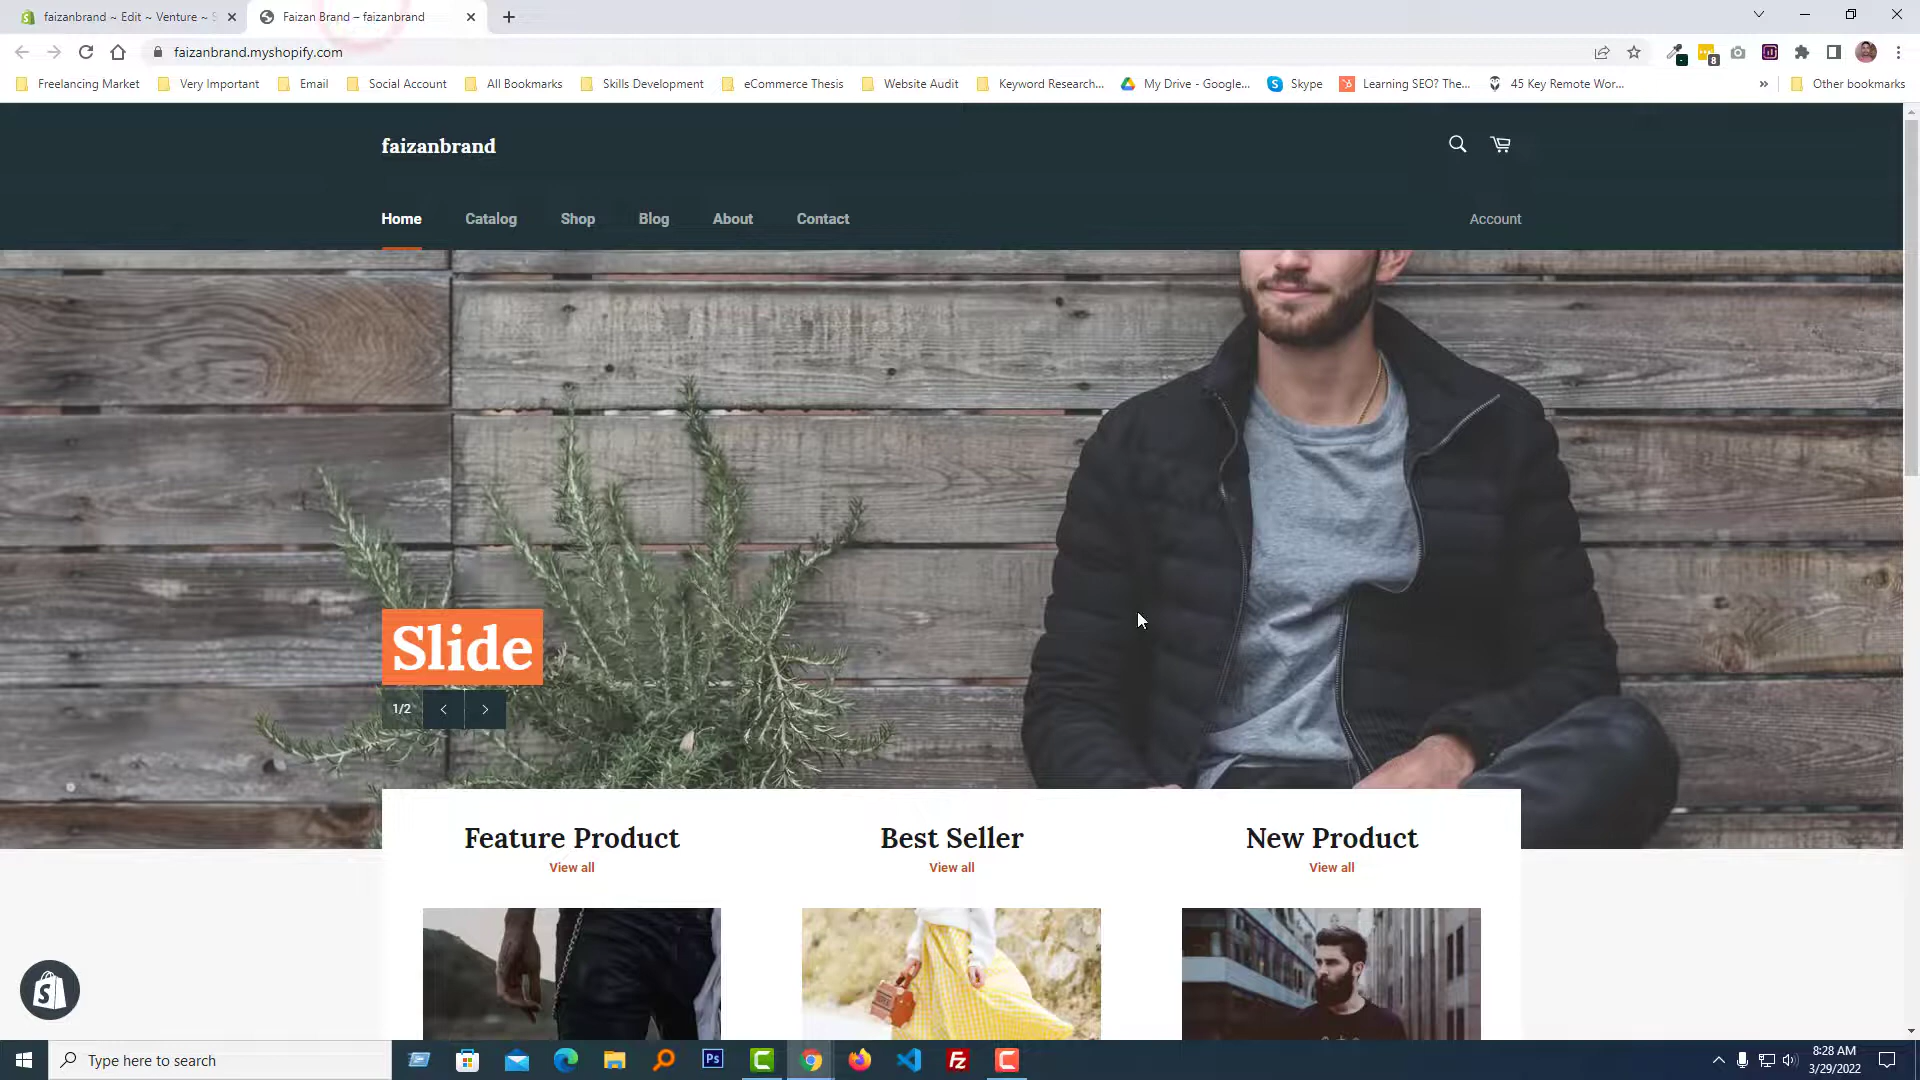 faizanbrand ~ Edit ~ Venture ~ S
Faizan Brand – faizanbrand
faizanbrand.myshopify.com
8
Freelancing Market
Very Important
Email
Social Account
All Bookmarks
Skills Development
eCommerce Thesis
Website Audit
Keyword Research...
My Drive - Google...
Skype
Learning SEO? The...
45 Key Remote Wor...
»
Other bookmarks
faizanbrand
Home
Catalog
Shop
Blog
About
Contact
Account
Slide
1/2
Feature Product
Best Seller
New Product
View all
View all
View all
Type here to search
Ps
Fz
8:28 AM
3/29/2022